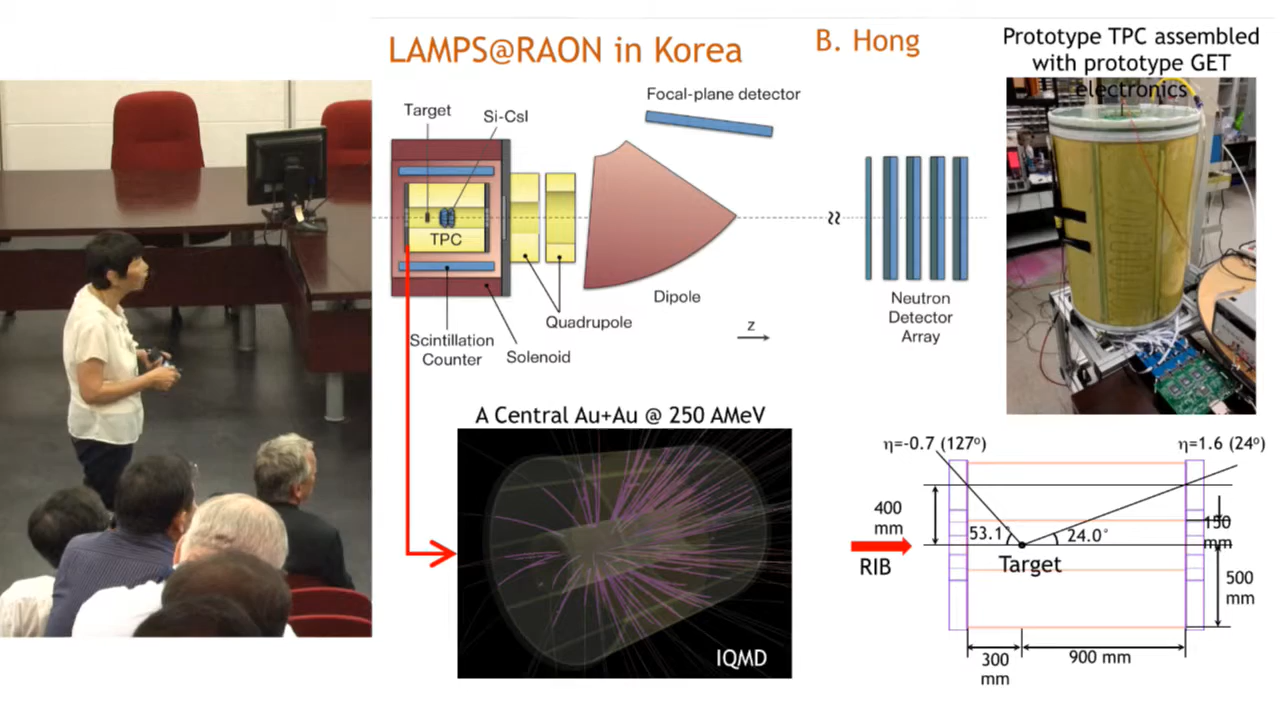 LAMPS@RAON in Korea
B. Hong
Prototype TPC assembled
with prototype GET
electronics
Focal-plane detector
Target
Si-CsI
TPC
Dipole
Quadrupole
z
Neutron
Detector
Array
Scintillation
Counter
Solenoid
A Central Au+Au @ 250 AMeV
IQMD
η=-0.7 (127º)
η=1.6 (24º)
400
mm
53.1°
24.0°
150
mm
RIB
Target
500
mm
300
mm
900 mm